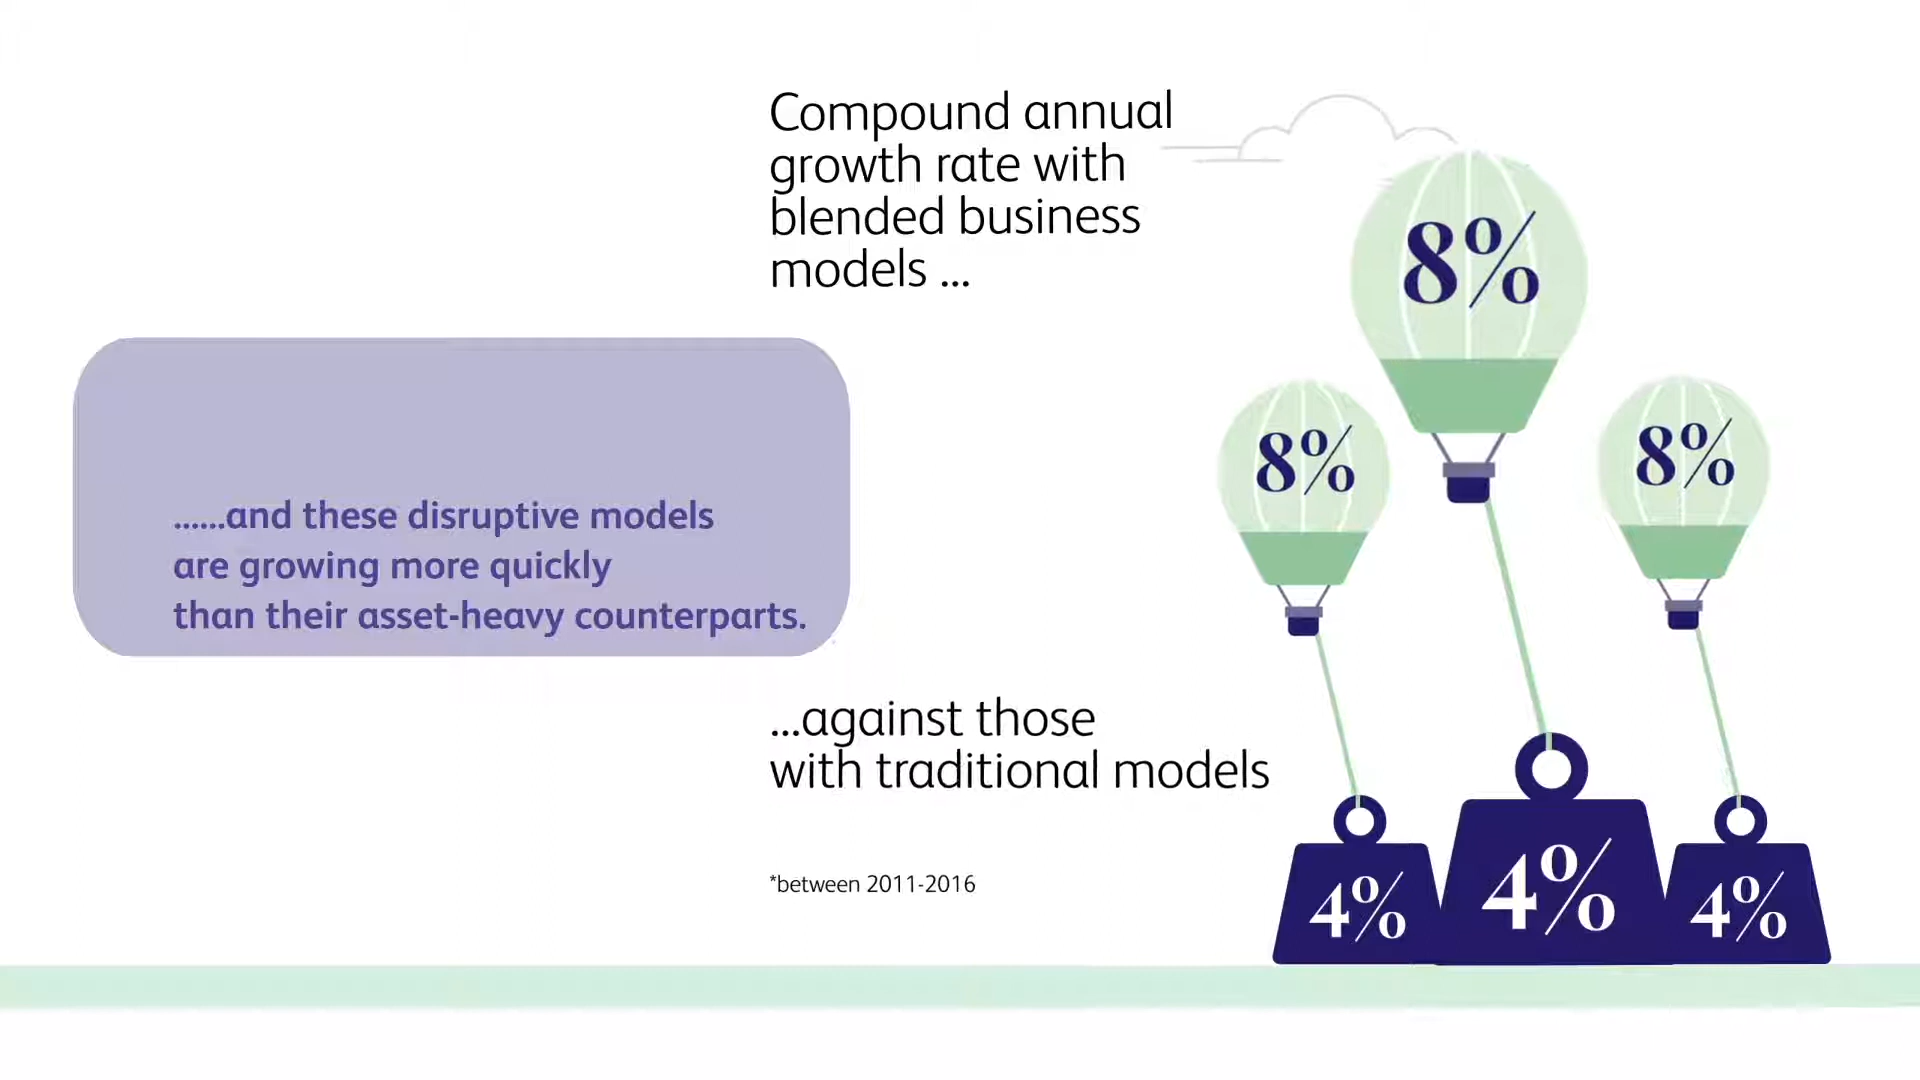 Compound annual
growth rate with
blended business
models ...
8%
8%
8%
......and these disruptive models
are growing more quickly
than their asset-heavy counterparts.
...against those
with traditional models
*between 2011-2016
4%
4%
4%